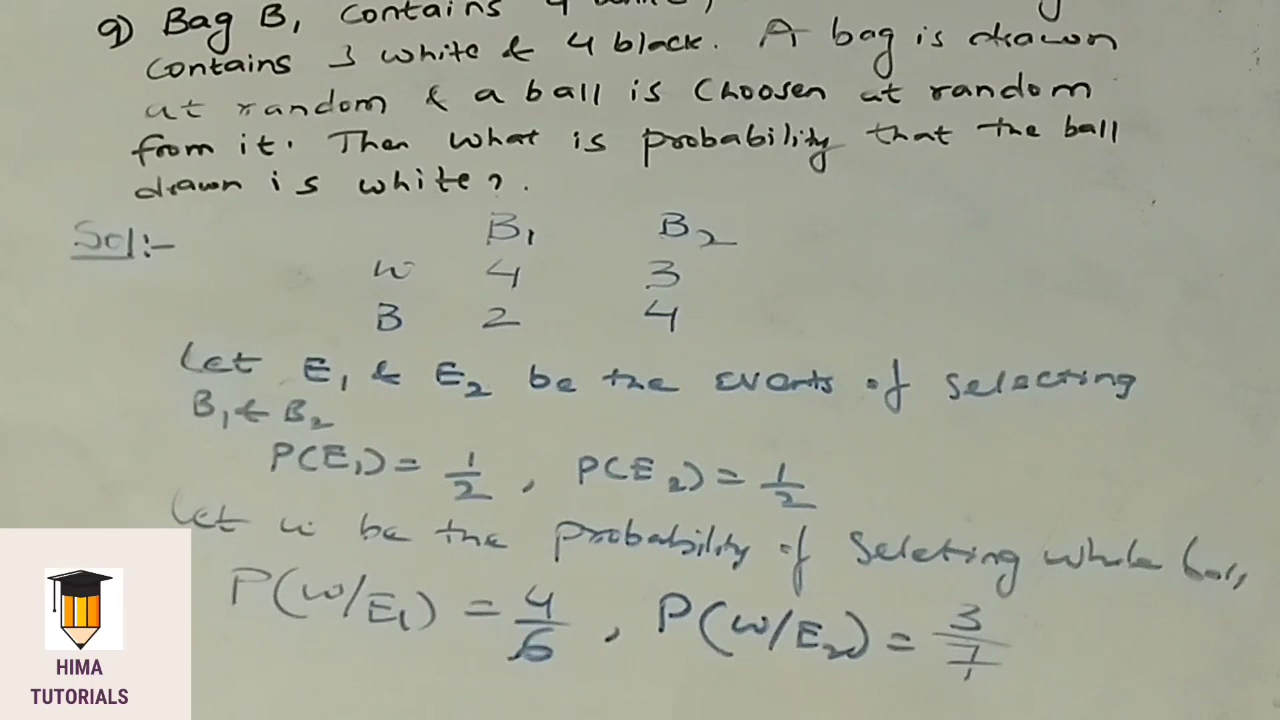 9) Bag B, contains 4 white,
contains 3 white & 4 black. A bag is drawn
at random & a ball is choosen at random
from it. Then what is probability that the ball
drawn is white?
Sol:-
B1 B2
W 4 3
B 2 4
Let E1 & E2 be the events of selecting
B1 & B2
P(E1) = 1/2, P(E2) = 1/2
Let w be the probability of seleting white ball,
P(W/E1) = 4/6, P(W/E2) = 3/7
HIMA
TUTORIALS